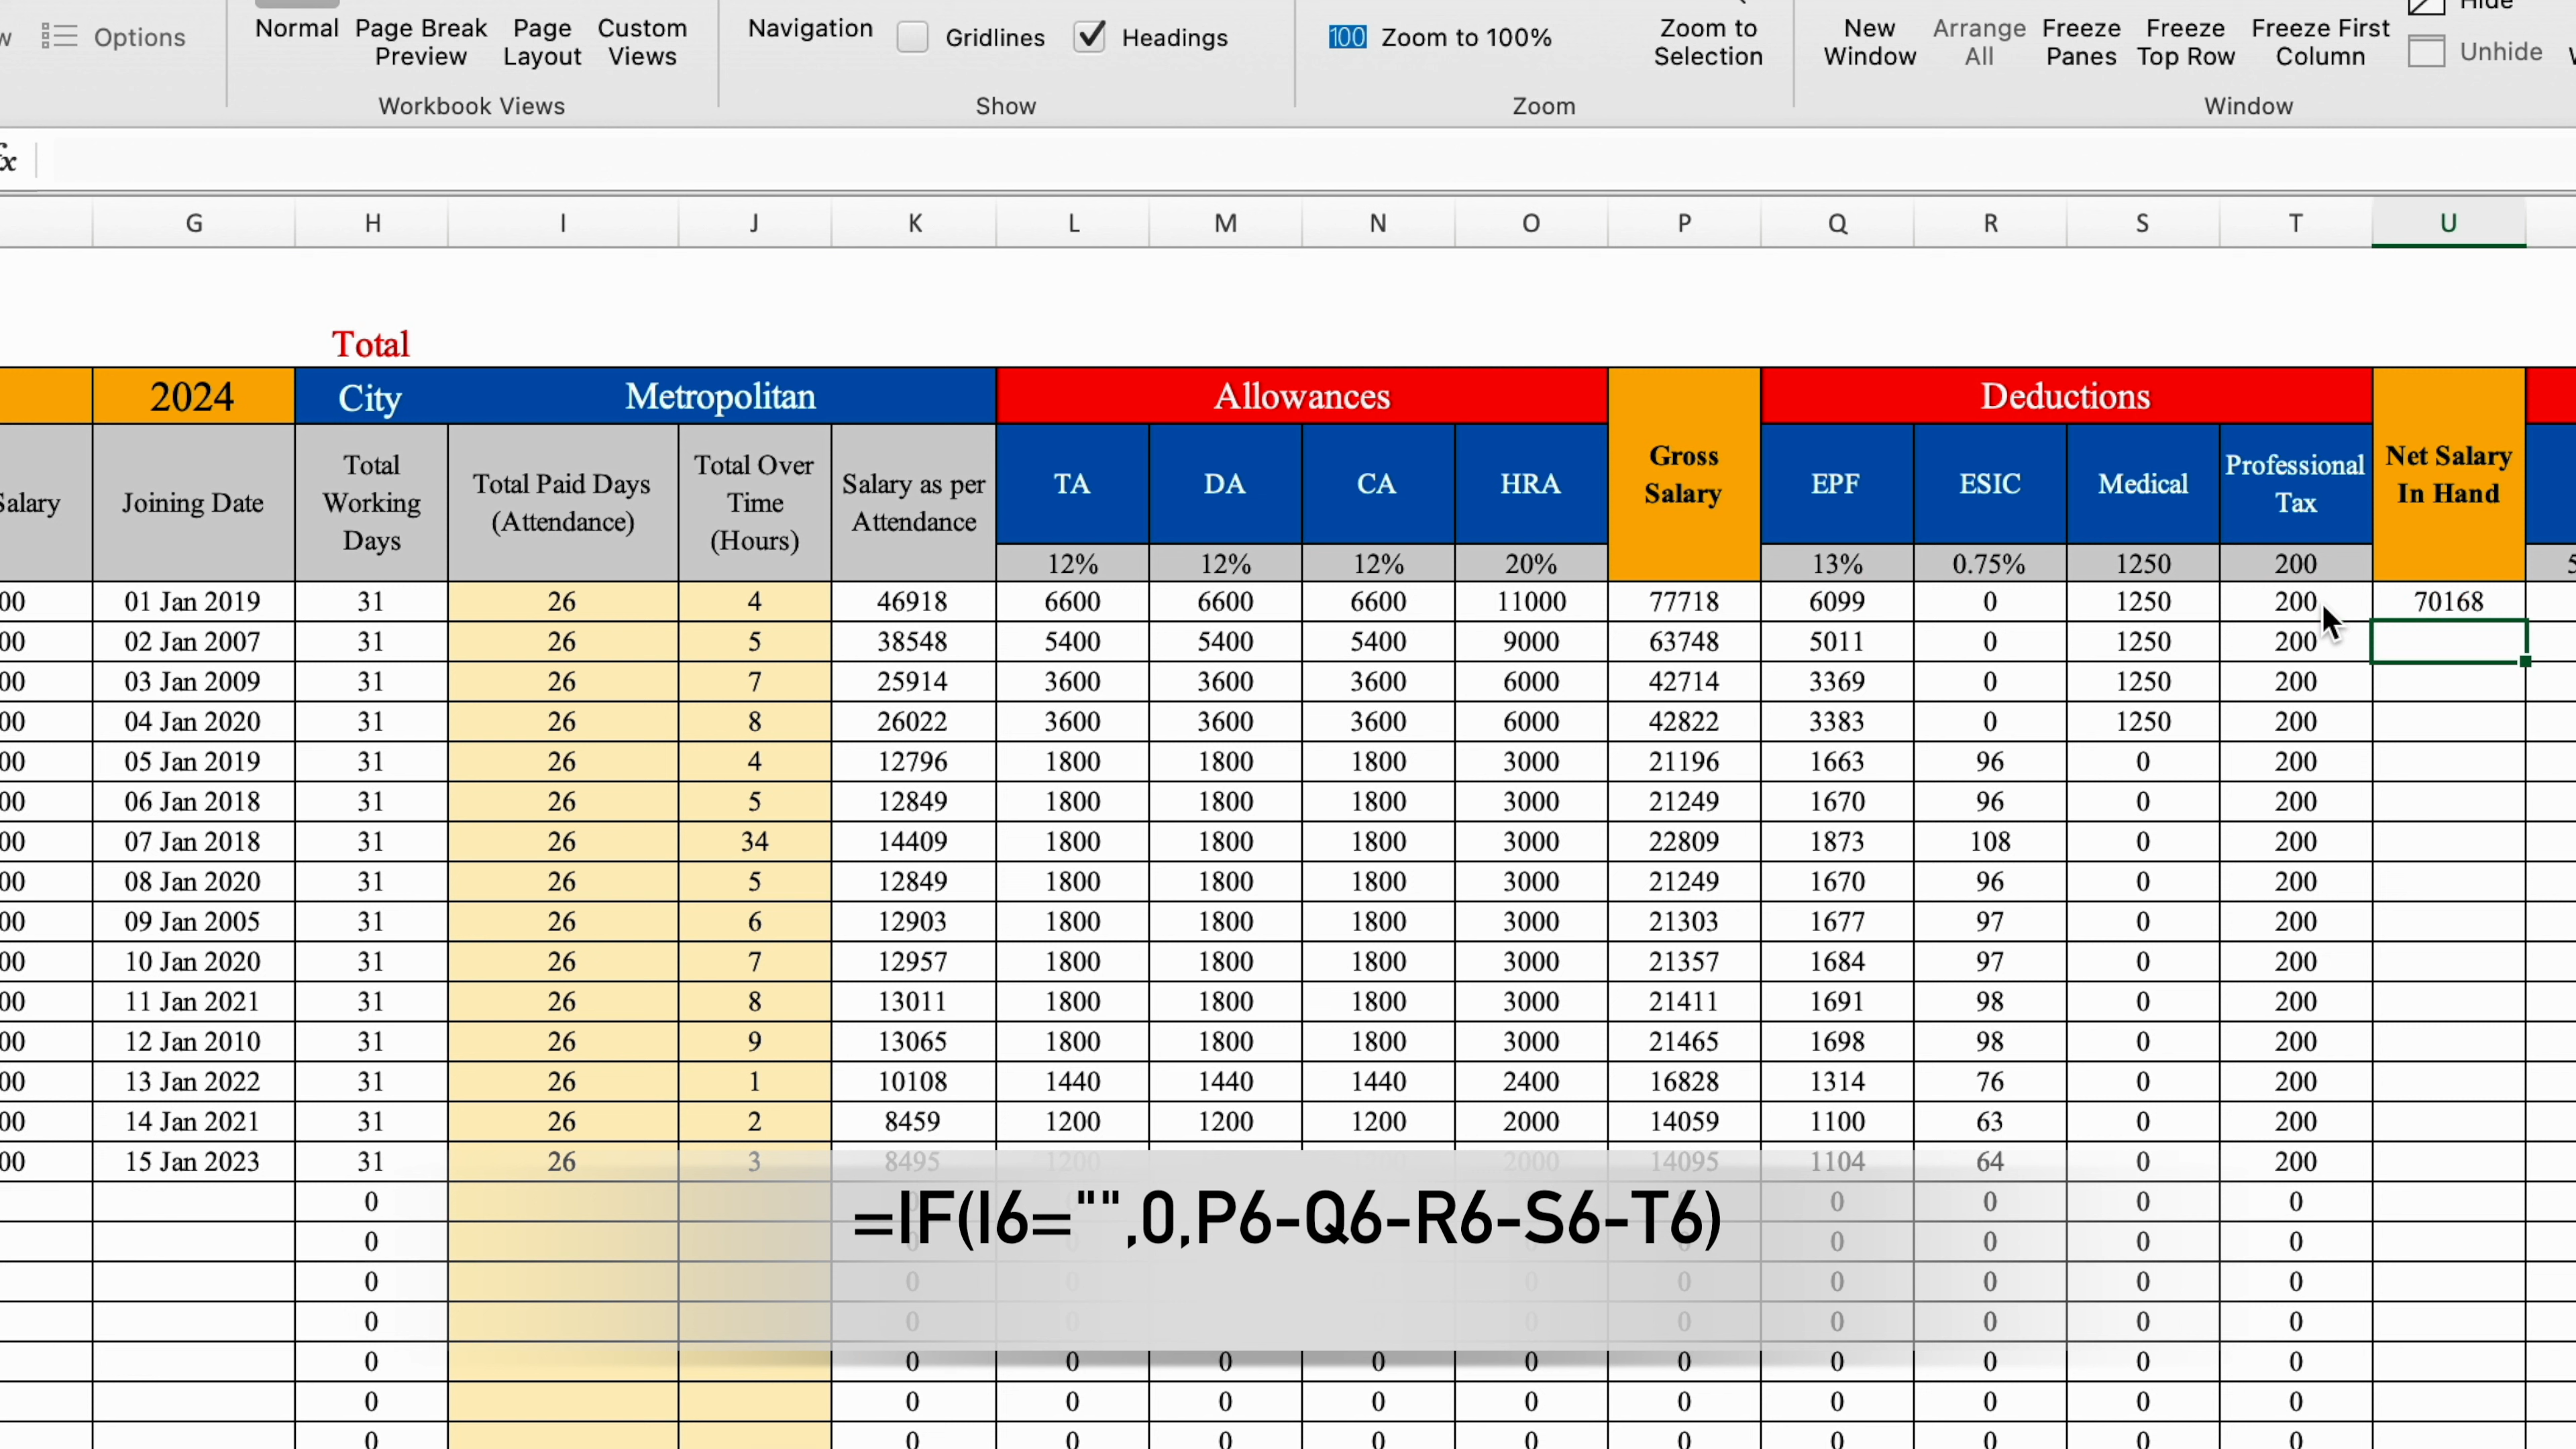 Options
Normal Page Break Preview Page Layout Custom Views
Workbook Views
Navigation Gridlines Headings
Show
100 Zoom to 100% Zoom to Selection
Zoom
New Window Arrange All Freeze Panes Freeze Top Row Freeze First Column Hide Unhide
Window
fx
G H I J K L M N O P Q R S T U
Total
2024 City Metropolitan Allowances Gross Salary Deductions Net Salary In Hand
Salary Joining Date Total Working Days Total Paid Days (Attendance) Total Over Time (Hours) Salary as per Attendance TA DA CA HRA EPF ESIC Medical Professional Tax
12% 12% 12% 20% 13% 0.75% 1250 200 5
00 01 Jan 2019 31 26 4 46918 6600 6600 6600 11000 77718 6099 0 1250 200 70168
00 02 Jan 2007 31 26 5 38548 5400 5400 5400 9000 63748 5011 0 1250 200
00 03 Jan 2009 31 26 7 25914 3600 3600 3600 6000 42714 3369 0 1250 200
00 04 Jan 2020 31 26 8 26022 3600 3600 3600 6000 42822 3383 0 1250 200
00 05 Jan 2019 31 26 4 12796 1800 1800 1800 3000 21196 1663 96 0 200
00 06 Jan 2018 31 26 5 12849 1800 1800 1800 3000 21249 1670 96 0 200
00 07 Jan 2018 31 26 34 14409 1800 1800 1800 3000 22809 1873 108 0 200
00 08 Jan 2020 31 26 5 12849 1800 1800 1800 3000 21249 1670 96 0 200
00 09 Jan 2005 31 26 6 12903 1800 1800 1800 3000 21303 1677 97 0 200
00 10 Jan 2020 31 26 7 12957 1800 1800 1800 3000 21357 1684 97 0 200
00 11 Jan 2021 31 26 8 13011 1800 1800 1800 3000 21411 1691 98 0 200
00 12 Jan 2010 31 26 9 13065 1800 1800 1800 3000 21465 1698 98 0 200
00 13 Jan 2022 31 26 1 10108 1440 1440 1440 2400 16828 1314 76 0 200
00 14 Jan 2021 31 26 2 8459 1200 1200 1200 2000 14059 1100 63 0 200
00 15 Jan 2023 31 26 3 8495 1200 2000 14095 1104 64 0 200
0 0 0 0 0
=IF(I6="",0,P6-Q6-R6-S6-T6)
0 0 0 0 0
0 0 0 0 0 0 0 0 0
0 0 0 0 0 0 0 0 0
0 0 0 0 0 0 0 0 0 0 0
0 0 0 0 0 0 0 0 0 0 0
0 0 0 0 0 0 0 0 0 0 0